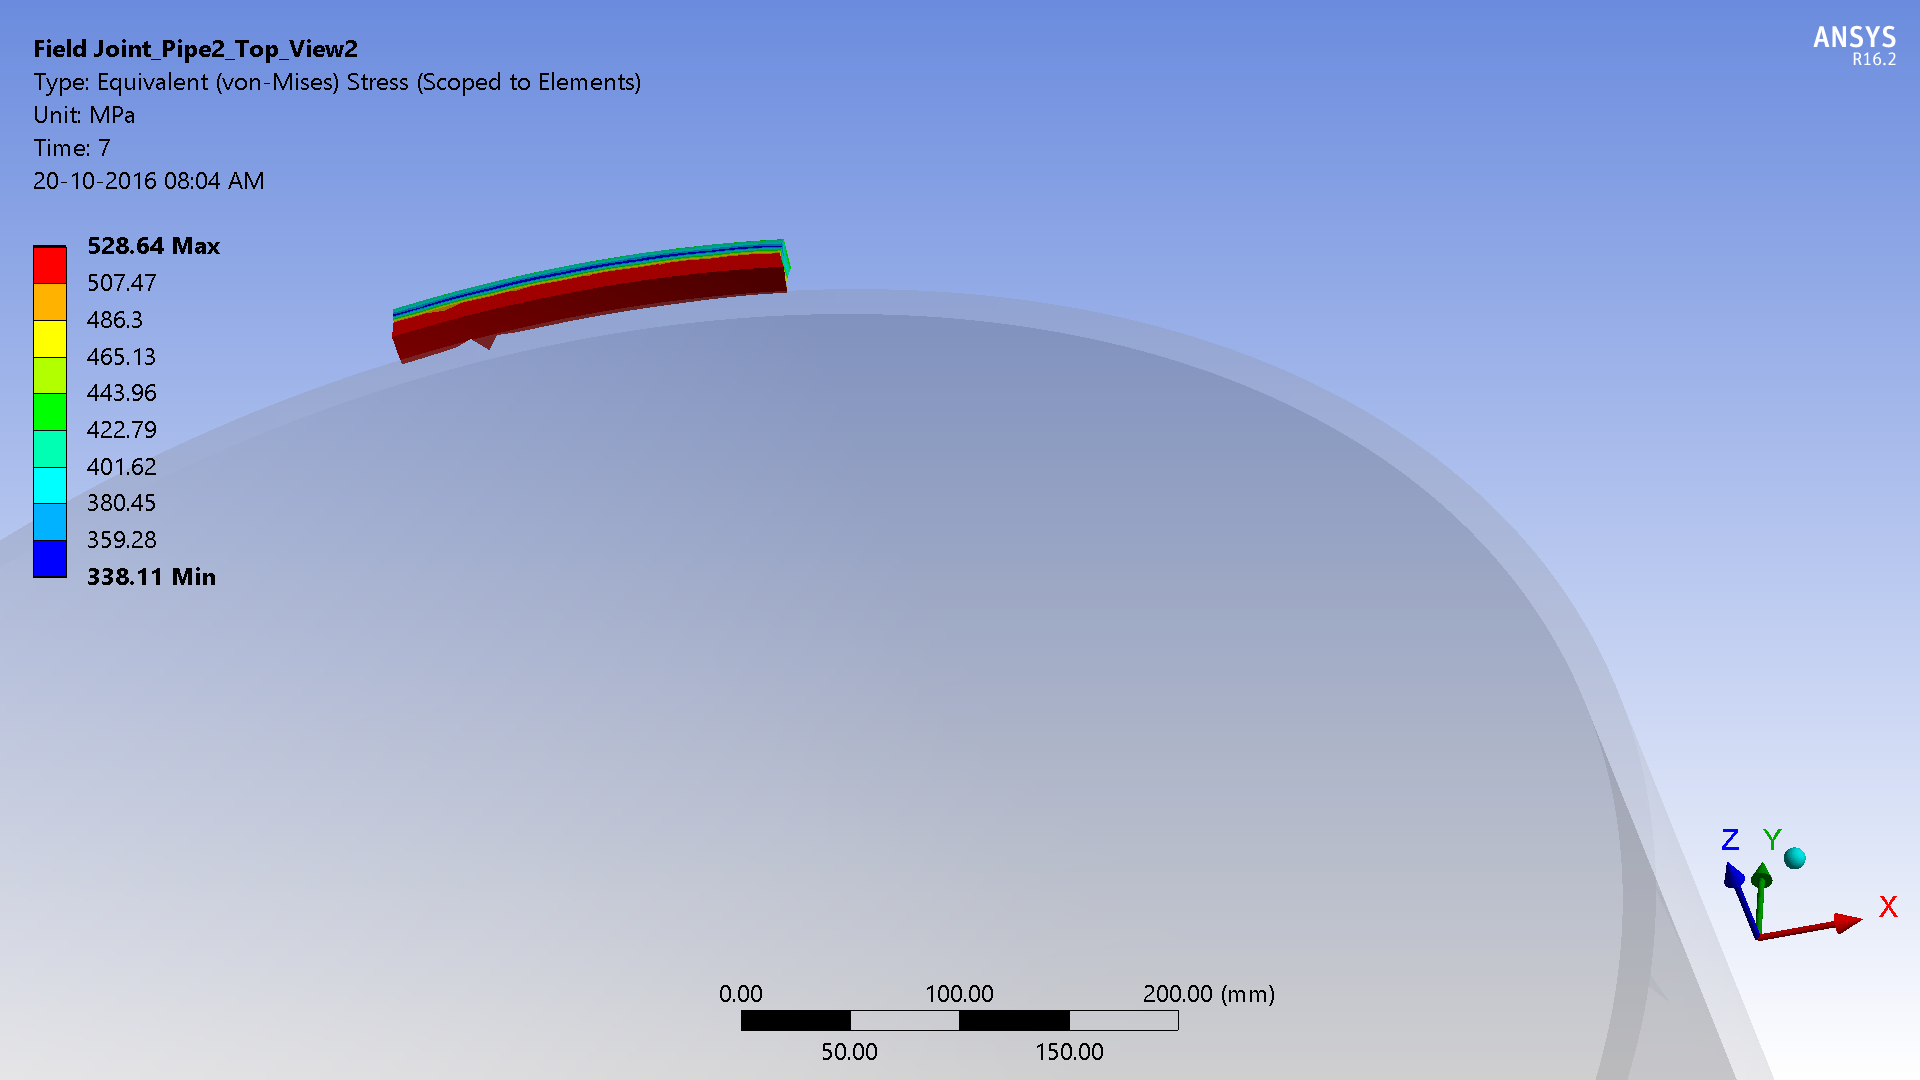 Field Joint_Pipe2_Top_View2
Type: Equivalent (von-Mises) Stress (Scoped to Elements)
Unit: MPa
Time: 7
20-10-2016 08:04 AM
ANSYS
R16.2
528.64 Max
507.47
486.3
465.13
443.96
422.79
401.62
380.45
359.28
338.11 Min
Z Y
X
0.00 100.00 200.00 (mm)
50.00 150.00